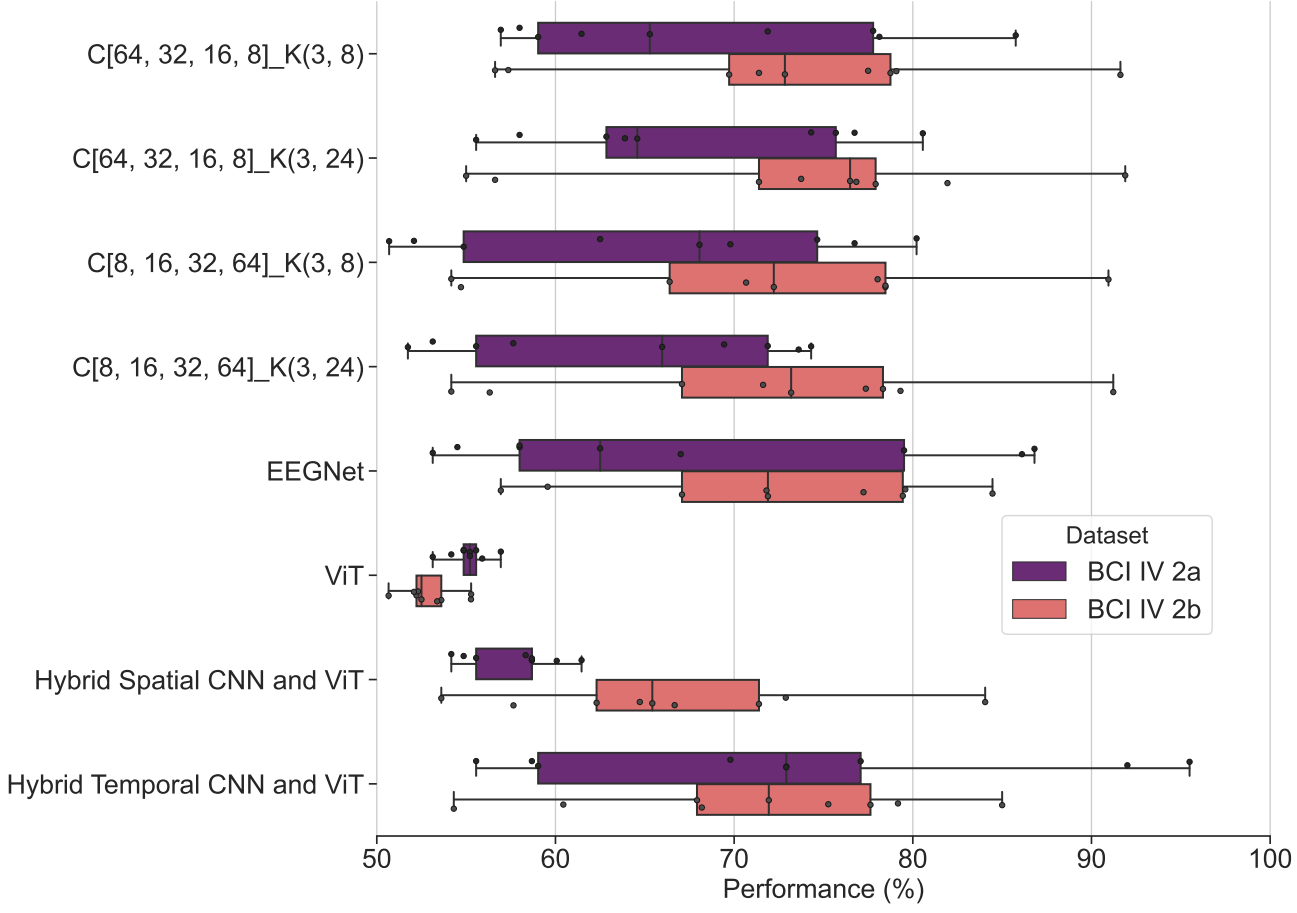 C[64, 32, 16, 8]_K(3, 8)
C[64, 32, 16, 8]_K(3, 24)
C[8, 16, 32, 64]_K(3, 8)
C[8, 16, 32, 64]_K(3, 24)
EEGNet
ViT
Hybrid Spatial CNN and ViT
Hybrid Temporal CNN and ViT
Dataset
BCI IV 2a
BCI IV 2b
50 60 70 80 90 100
Performance (%)